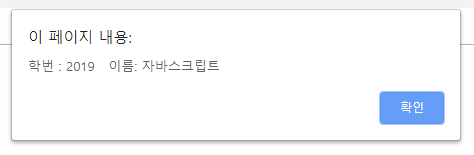 이 페이지 내용:
학번 : 2019 이름: 자바스크립트
확인